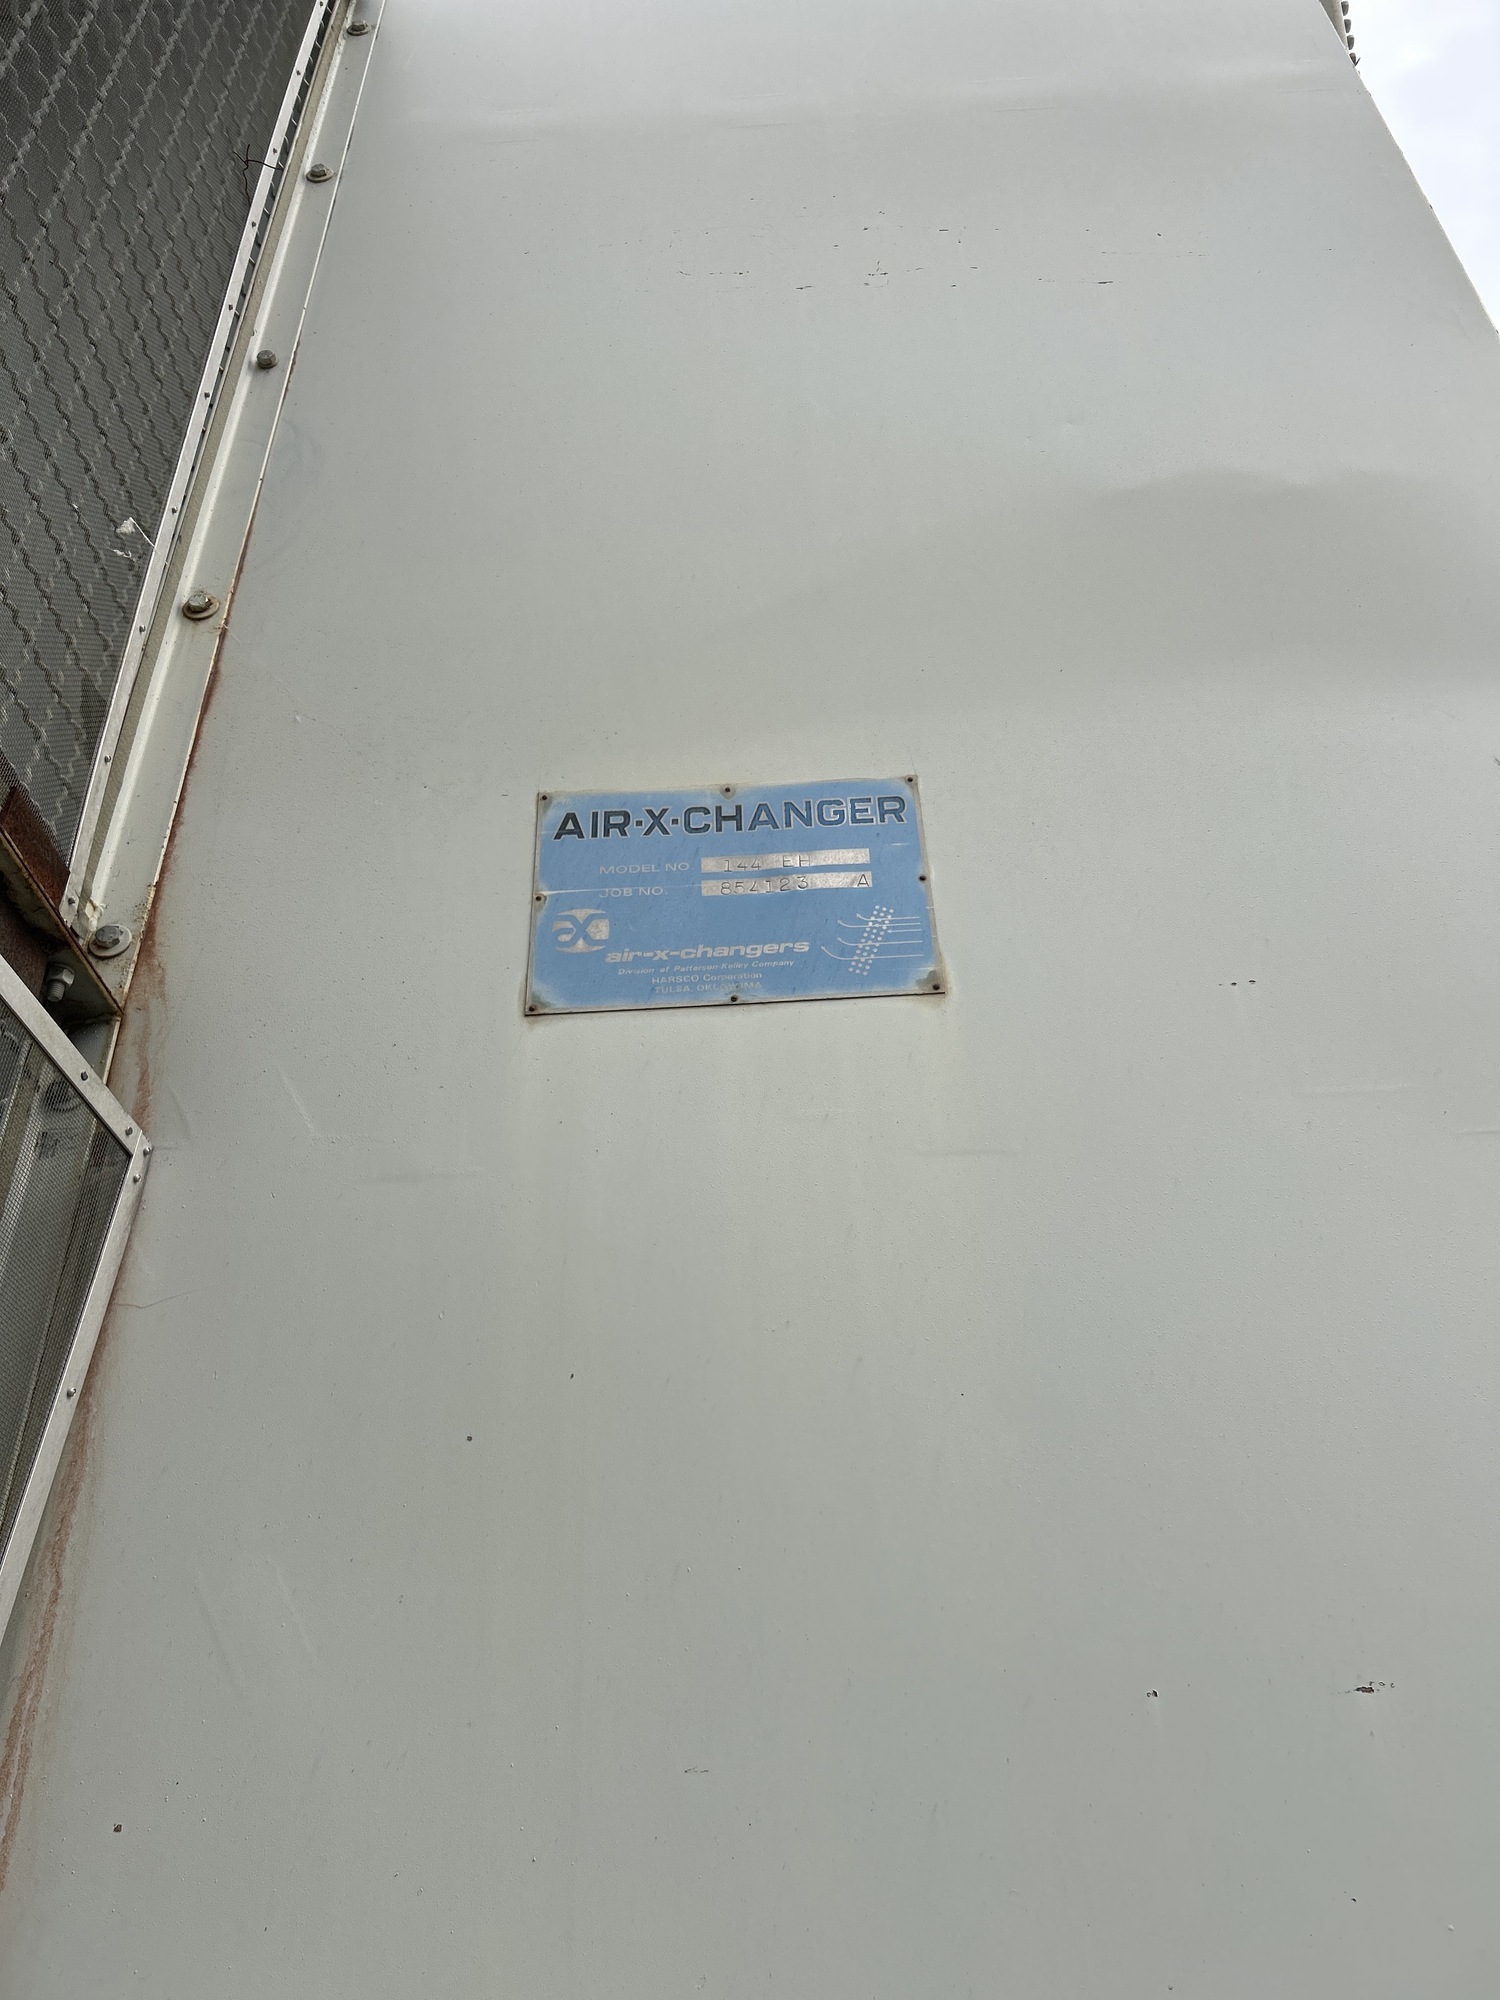 AIR·X·CHANGER
MODEL NO 144 EH
JOB NO. 854123 A
aX
air-x-changers
Division of Patterson-Kelley Company
HARSCO Corporation
TULSA, OKLAHOMA